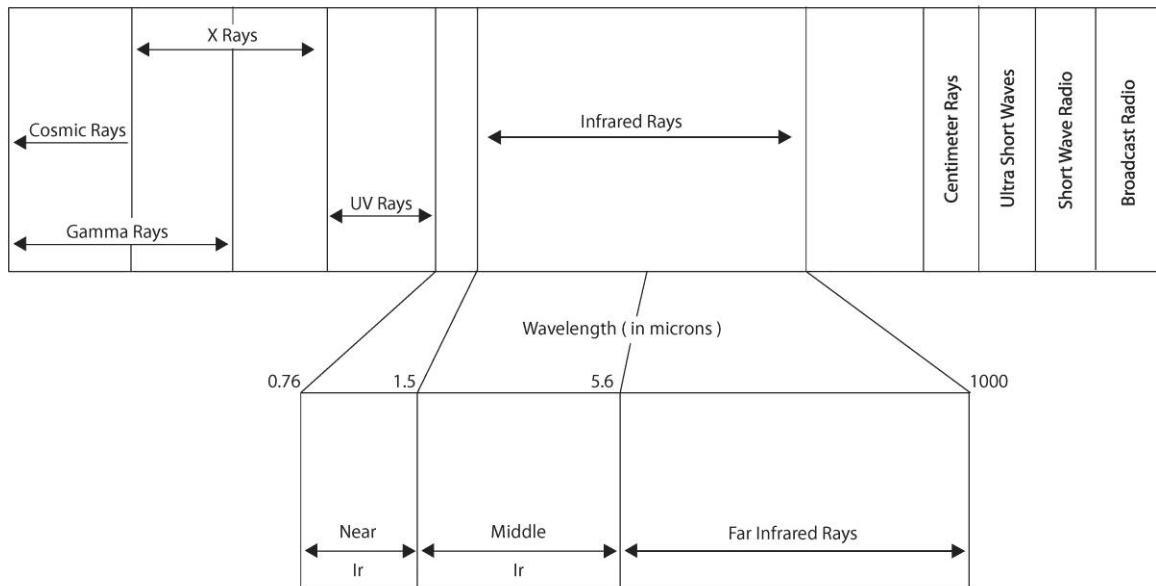 X Rays
Cosmic Rays
Infrared Rays
UV Rays
Gamma Rays
Centimeter Rays
Ultra Short Waves
Short Wave Radio
Broadcast Radio
Wavelength ( in microns )
0.76 1.5 5.6 1000
Near Middle Far Infrared Rays
Ir Ir